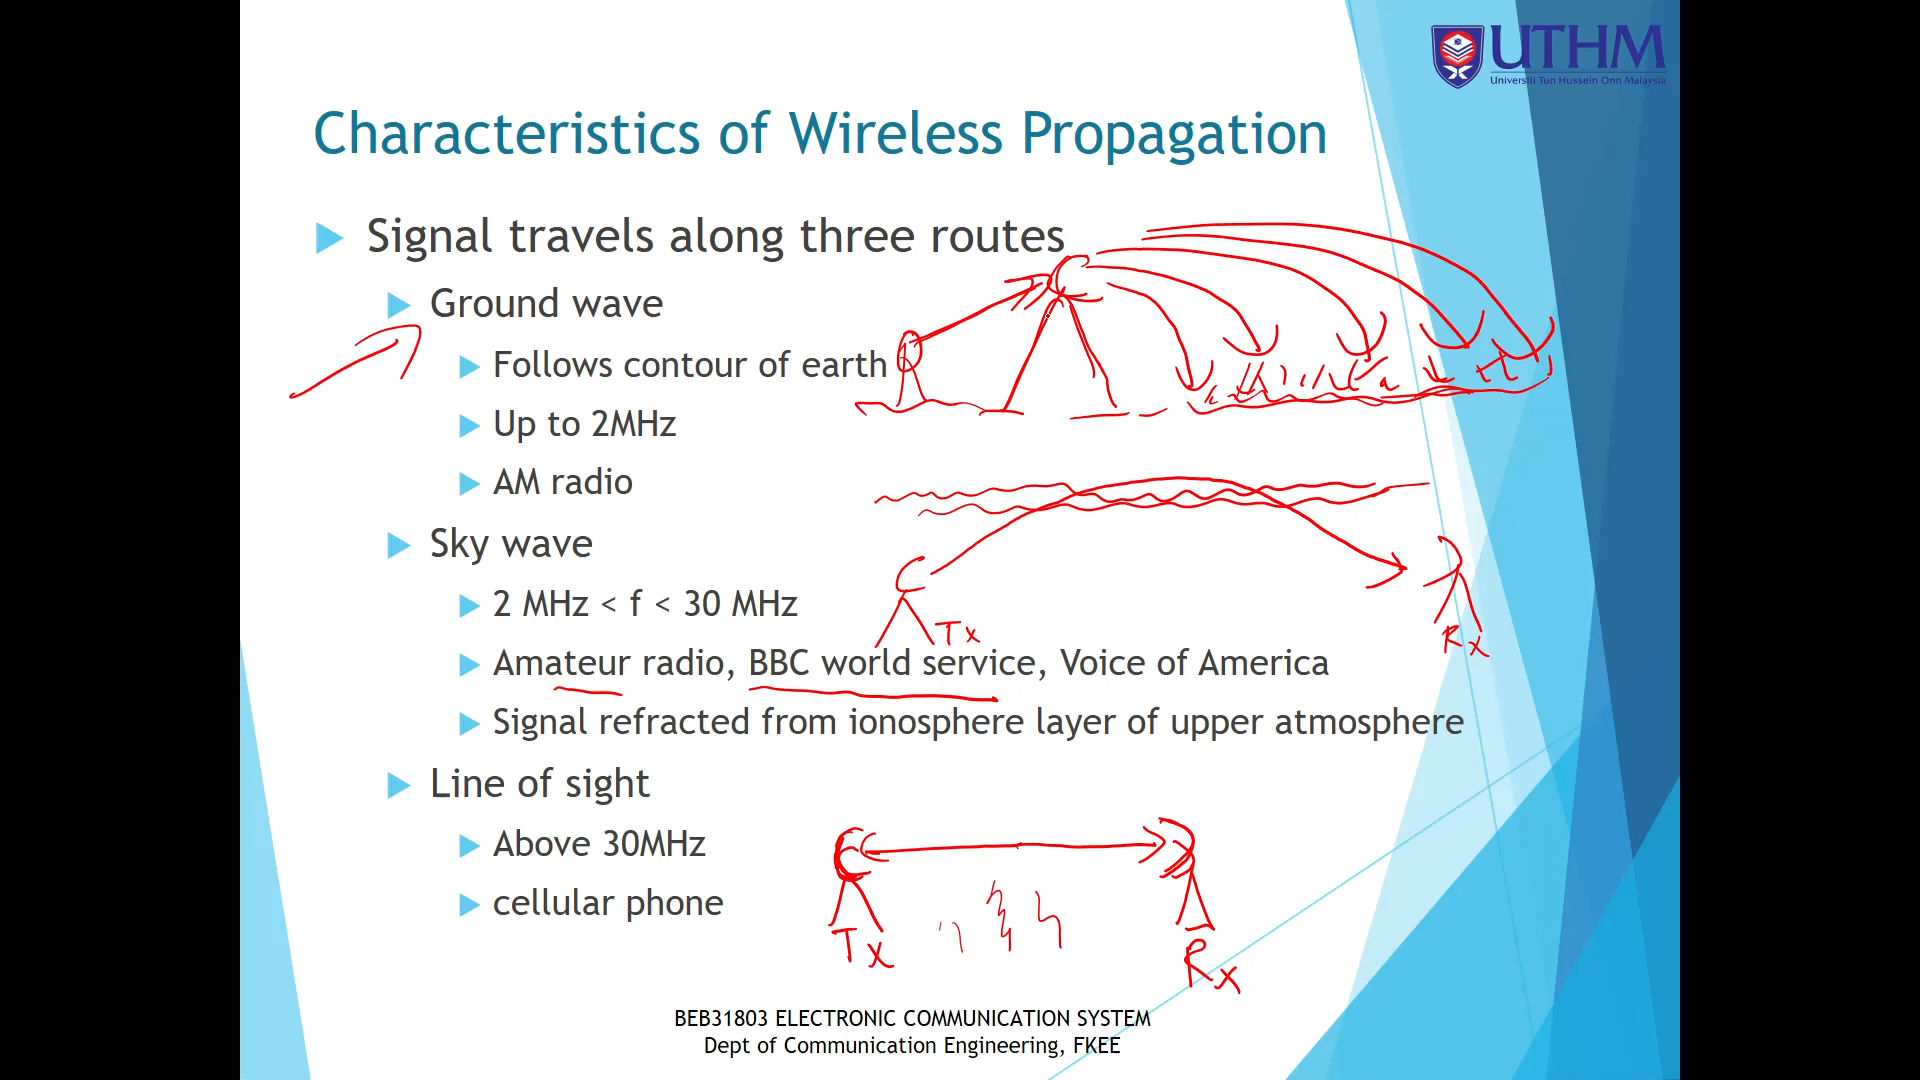 UTHM
Universiti Tun Hussein Onn Malaysia
Characteristics of Wireless Propagation
Signal travels along three routes
Ground wave
Follows contour of earth
Up to 2MHz
AM radio
Sky wave
2 MHz < f < 30 MHz
Tx
Rx
Amateur radio, BBC world service, Voice of America
Signal refracted from ionosphere layer of upper atmosphere
Line of sight
Above 30MHz
cellular phone
Tx
Rx
BEB31803 ELECTRONIC COMMUNICATION SYSTEM
Dept of Communication Engineering, FKEE